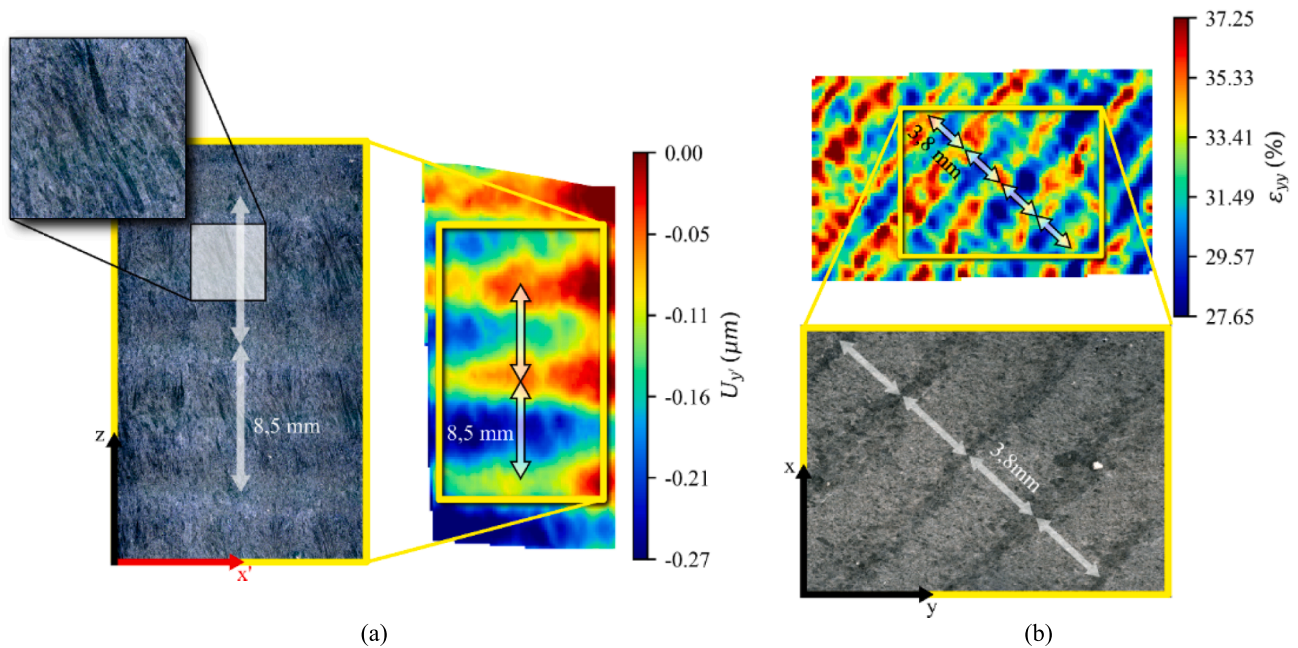 z
x'
8,5 mm
8,5 mm
0.00
-0.05
-0.11
-0.16
-0.21
-0.27
U_y' (μm)
(a)
3,8 mm
37.25
35.33
33.41
31.49
29.57
27.65
ε_yy (%)
x
y
3,8mm
(b)